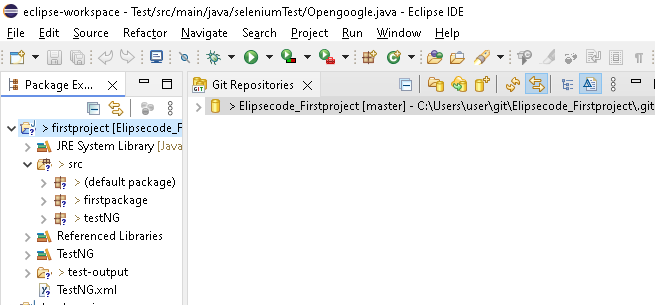 eclipse-workspace - Test/src/main/java/seleniumTest/Opengoogle.java - Eclipse IDE
File Edit Source Refactor Navigate Search Project Run Window Help
Package Ex...
Git Repositories
> Elipsecode_Firstproject [master] - C:\Users\user\git\Elipsecode_Firstproject\.git
> firstproject [Elipsecode_F
JRE System Library [Java
> src
> (default package)
> firstpackage
> testNG
Referenced Libraries
TestNG
> test-output
TestNG.xml